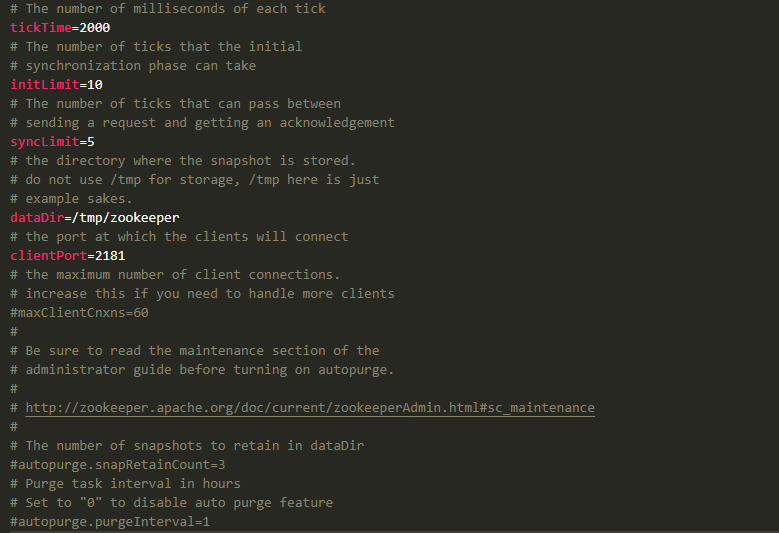 # The number of milliseconds of each tick
tickTime=2000
# The number of ticks that the initial
# synchronization phase can take
initLimit=10
# The number of ticks that can pass between
# sending a request and getting an acknowledgement
syncLimit=5
# the directory where the snapshot is stored.
# do not use /tmp for storage, /tmp here is just
# example sakes.
dataDir=/tmp/zookeeper
# the port at which the clients will connect
clientPort=2181
# the maximum number of client connections.
# increase this if you need to handle more clients
#maxClientCnxns=60
#
# Be sure to read the maintenance section of the
# administrator guide before turning on autopurge.
#
# http://zookeeper.apache.org/doc/current/zookeeperAdmin.html#sc_maintenance
#
# The number of snapshots to retain in dataDir
#autopurge.snapRetainCount=3
# Purge task interval in hours
# Set to "0" to disable auto purge feature
#autopurge.purgeInterval=1